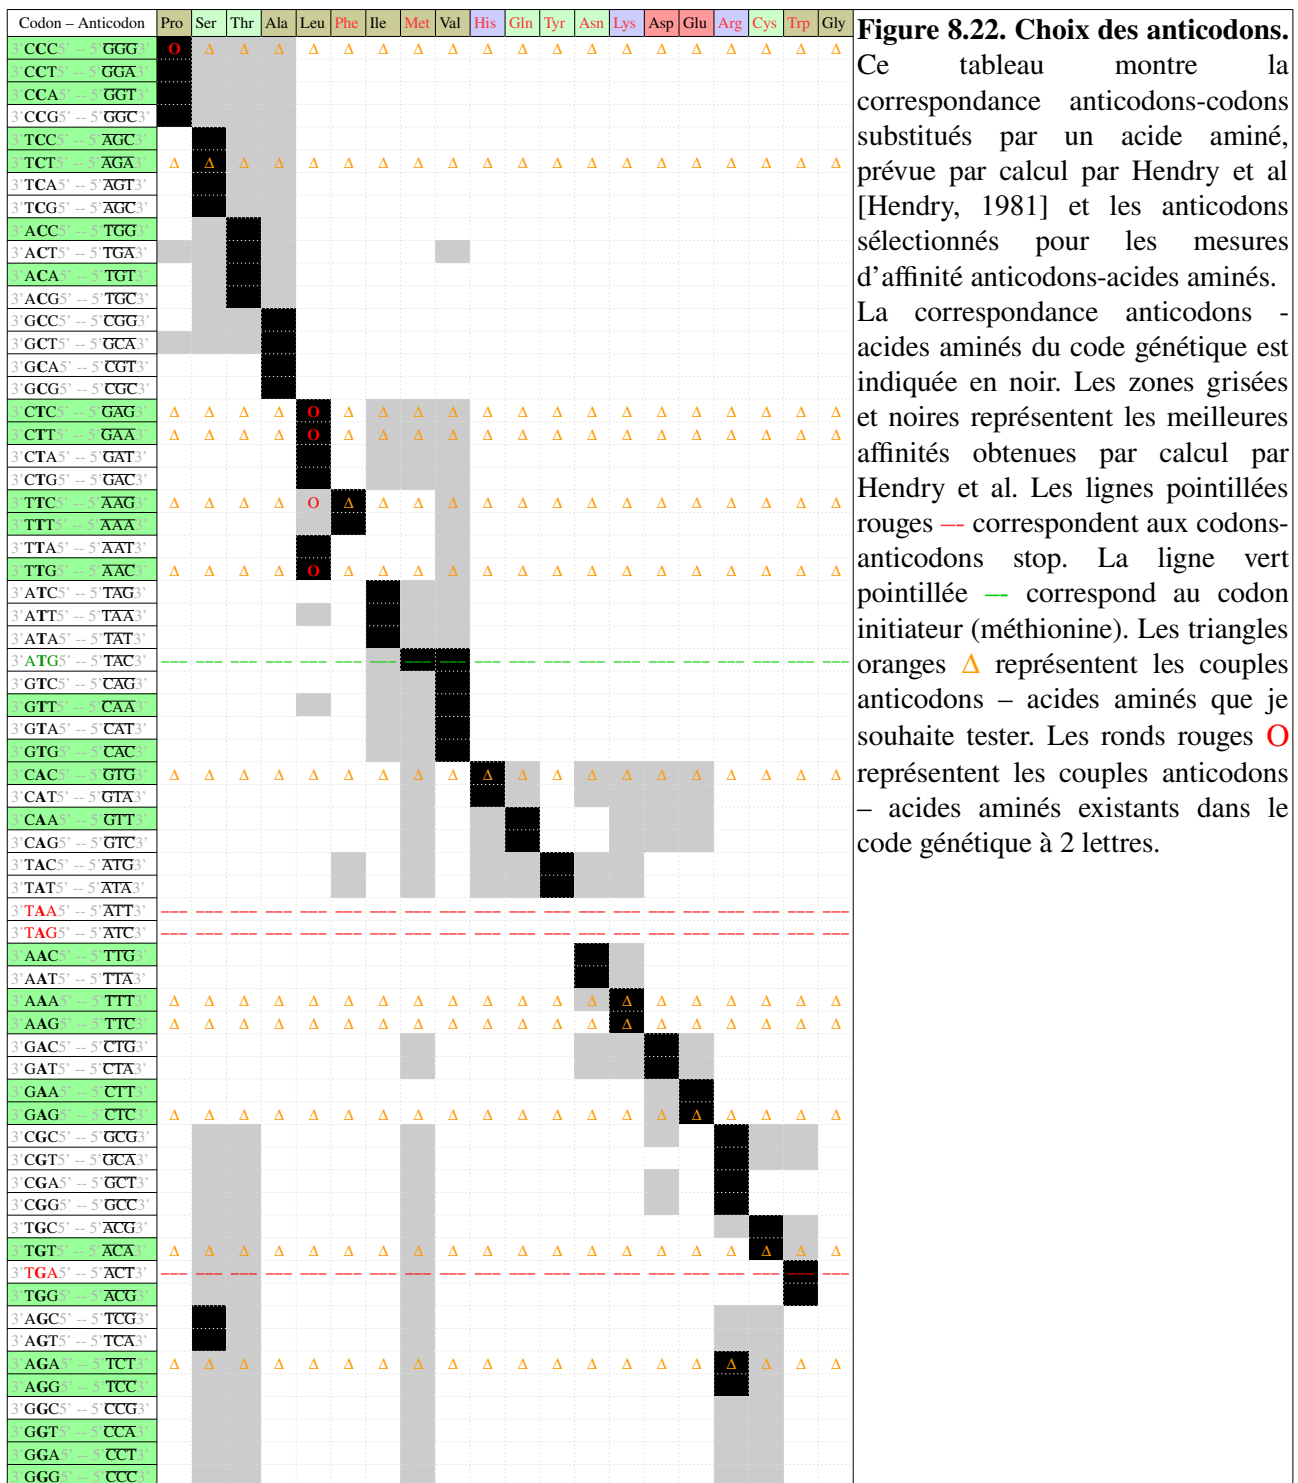 Codon – Anticodon Pro Ser Thr Ala Leu Phe Ile Met Val His Gln Tyr Asn Lys Asp Glu Arg Cys Trp Gly
3'CCC5' -- 5'GGG3' O Δ Δ Δ Δ Δ Δ Δ Δ Δ Δ Δ Δ Δ Δ Δ Δ Δ Δ Δ
3'CCT5' -- 5'GGA3'
3'CCA5' -- 5'GGT3'
3'CCG5' -- 5'GGC3'
3'TCC5' -- 5'AGC3'
3'TCT5' -- 5'AGA3' Δ Δ Δ Δ Δ Δ Δ Δ Δ Δ Δ Δ Δ Δ Δ Δ Δ Δ Δ Δ
3'TCA5' -- 5'AGT3'
3'TCG5' -- 5'AGC3'
3'ACC5' -- 5'TGG3'
3'ACT5' -- 5'TGA3'
3'ACA5' -- 5'TGT3'
3'ACG5' -- 5'TGC3'
3'GCC5' -- 5'CGG3'
3'GCT5' -- 5'GCA3'
3'GCA5' -- 5'CGT3'
3'GCG5' -- 5'CGC3'
3'CTC5' -- 5'GAG3' Δ Δ Δ Δ O Δ Δ Δ Δ Δ Δ Δ Δ Δ Δ Δ Δ Δ Δ Δ
3'CTT5' -- 5'GAA3' Δ Δ Δ Δ O Δ Δ Δ Δ Δ Δ Δ Δ Δ Δ Δ Δ Δ Δ Δ
3'CTA5' -- 5'GAT3'
3'CTG5' -- 5'GAC3'
3'TTC5' -- 5'AAG3' Δ Δ Δ Δ O Δ Δ Δ Δ Δ Δ Δ Δ Δ Δ Δ Δ Δ Δ Δ
3'TTT5' -- 5'AAA3'
3'TTA5' -- 5'AAT3'
3'TTG5' -- 5'AAC3' Δ Δ Δ Δ O Δ Δ Δ Δ Δ Δ Δ Δ Δ Δ Δ Δ Δ Δ Δ
3'ATC5' -- 5'TAG3'
3'ATT5' -- 5'TAA3'
3'ATA5' -- 5'TAT3'
3'ATG5' -- 5'TAC3'
3'GTC5' -- 5'CAG3'
3'GTT5' -- 5'CAA3'
3'GTA5' -- 5'CAT3'
3'GTG5' -- 5'CAC3'
3'CAC5' -- 5'GTG3' Δ Δ Δ Δ Δ Δ Δ Δ Δ Δ Δ Δ Δ Δ Δ Δ Δ Δ Δ Δ
3'CAT5' -- 5'GTA3'
3'CAA5' -- 5'GTT3'
3'CAG5' -- 5'GTC3'
3'TAC5' -- 5'ATG3'
3'TAT5' -- 5'ATA3'
3'TAA5' -- 5'ATT3'
3'TAG5' -- 5'ATC3'
3'AAC5' -- 5'TTG3'
3'AAT5' -- 5'TTA3'
3'AAA5' -- 5'TTT3' Δ Δ Δ Δ Δ Δ Δ Δ Δ Δ Δ Δ Δ Δ Δ Δ Δ Δ Δ Δ
3'AAG5' -- 5'TTC3' Δ Δ Δ Δ Δ Δ Δ Δ Δ Δ Δ Δ Δ Δ Δ Δ Δ Δ Δ Δ
3'GAC5' -- 5'CTG3'
3'GAT5' -- 5'CTA3'
3'GAA5' -- 5'CTT3'
3'GAG5' -- 5'CTC3' Δ Δ Δ Δ Δ Δ Δ Δ Δ Δ Δ Δ Δ Δ Δ Δ Δ Δ Δ Δ
3'CGC5' -- 5'GCG3'
3'CGT5' -- 5'GCA3'
3'CGA5' -- 5'GCT3'
3'CGG5' -- 5'GCC3'
3'TGC5' -- 5'ACG3'
3'TGT5' -- 5'ACA3' Δ Δ Δ Δ Δ Δ Δ Δ Δ Δ Δ Δ Δ Δ Δ Δ Δ Δ Δ Δ
3'TGA5' -- 5'ACT3'
3'TGG5' -- 5'ACG3'
3'AGC5' -- 5'TCG3'
3'AGT5' -- 5'TCA3'
3'AGA5' -- 5'TCT3' Δ Δ Δ Δ Δ Δ Δ Δ Δ Δ Δ Δ Δ Δ Δ Δ Δ Δ Δ Δ
3'AGG5' -- 5'TCC3'
3'GGC5' -- 5'CCG3'
3'GGT5' -- 5'CCA3'
3'GGA5' -- 5'CCT3'
3'GGG5' -- 5'CCC3'
Figure 8.22. Choix des anticodons.
Ce tableau montre la
correspondance anticodons-codons
substitués par un acide aminé,
prévue par calcul par Hendry et al
[Hendry, 1981] et les anticodons
sélectionnés pour les mesures
d'affinité anticodons-acides aminés.
La correspondance anticodons -
acides aminés du code génétique est
indiquée en noir. Les zones grisées
et noires représentent les meilleures
affinités obtenues par calcul par
Hendry et al. Les lignes pointillées
rouges –- correspondent aux codons-
anticodons stop. La ligne vert
pointillée –- correspond au codon
initiateur (méthionine). Les triangles
oranges Δ représentent les couples
anticodons – acides aminés que je
souhaite tester. Les ronds rouges O
représentent les couples anticodons
– acides aminés existants dans le
code génétique à 2 lettres.